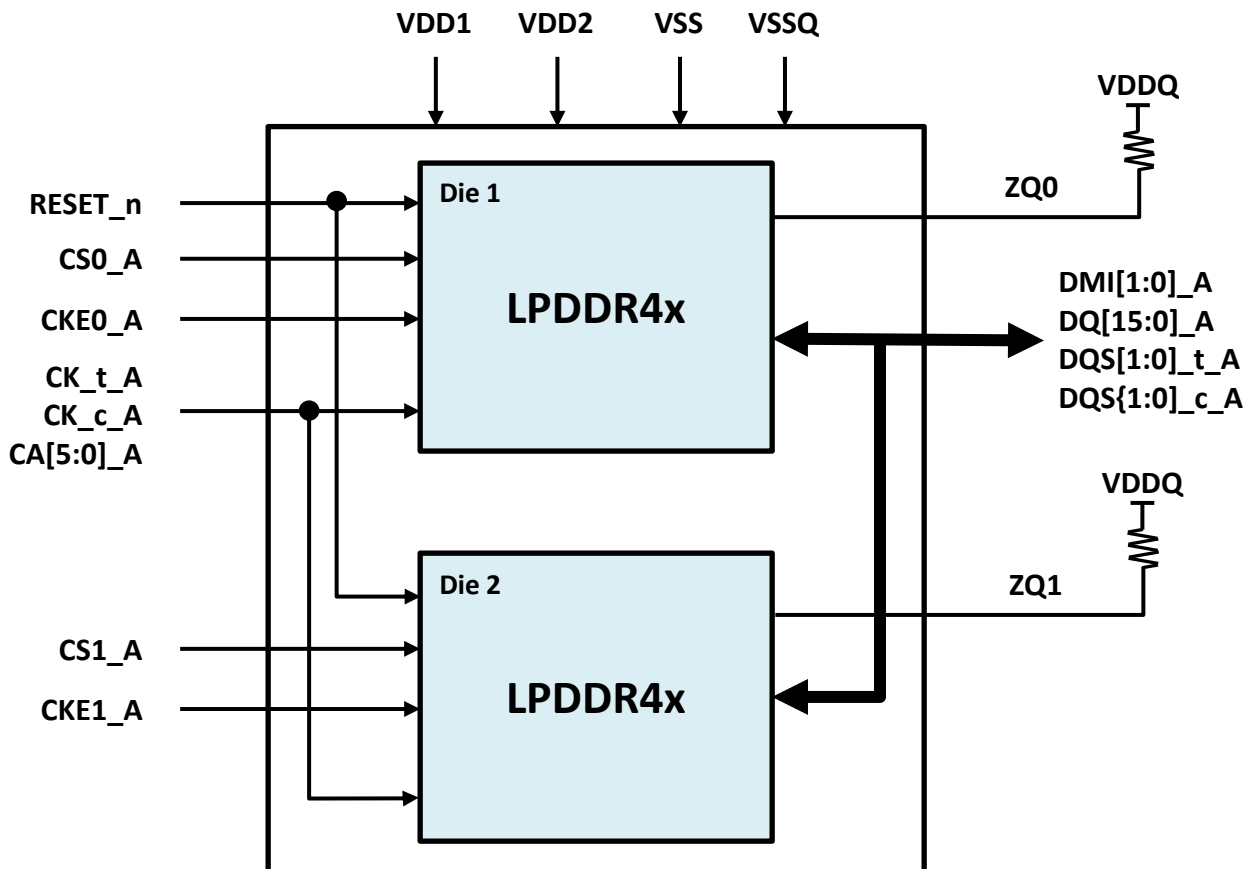 VDD1 VDD2 VSS VSSQ
VDDQ
RESET_n
Die 1
ZQ0
CS0_A
DMI[1:0]_A
CKE0_A
LPDDR4x
DQ[15:0]_A
CK_t_A
DQS[1:0]_t_A
CK_c_A
DQS{1:0]_c_A
CA[5:0]_A
VDDQ
Die 2
ZQ1
CS1_A
LPDDR4x
CKE1_A